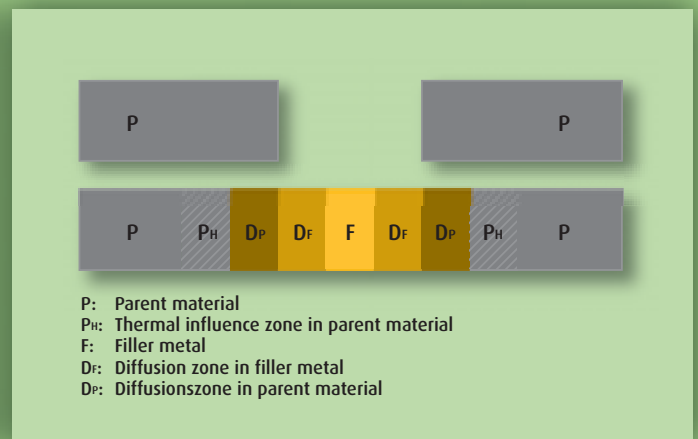 P P
P PH DP DF F DF DP PH P
P: Parent material
PH: Thermal influence zone in parent material
F: Filler metal
DF: Diffusion zone in filler metal
DP: Diffusionszone in parent material